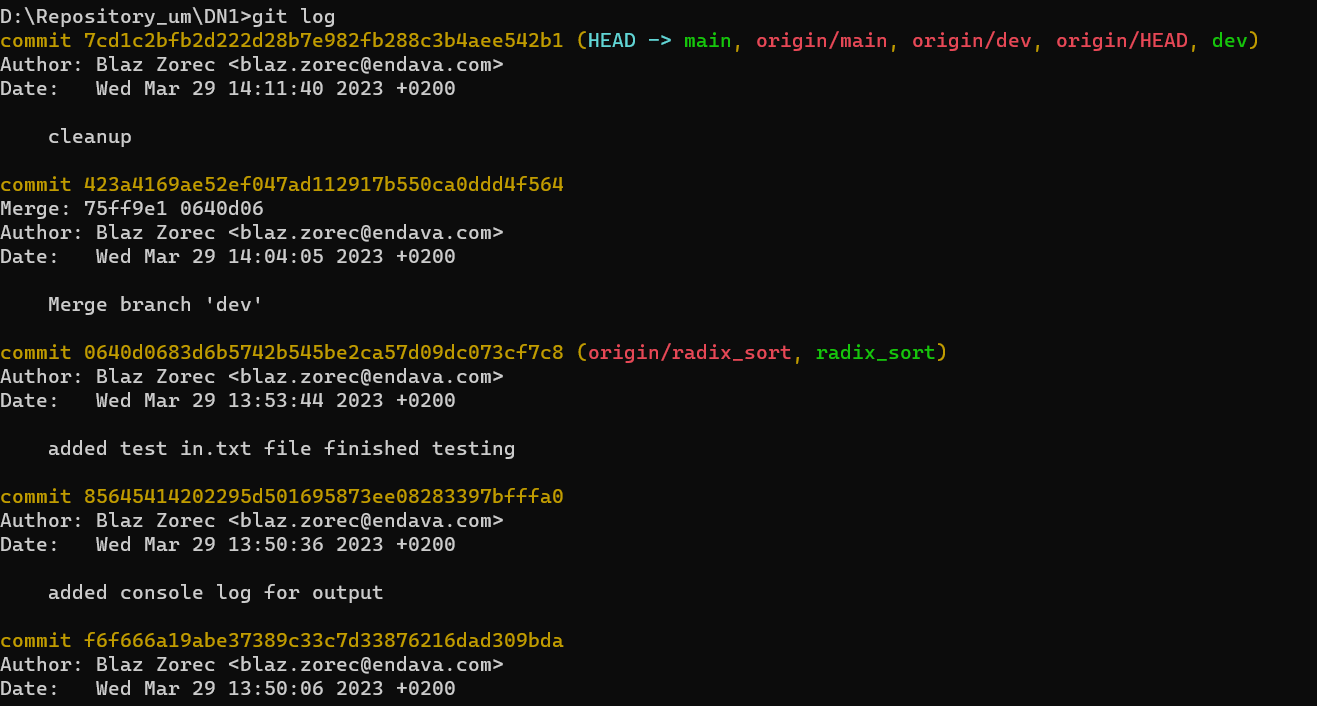 D:\Repository_um\DN1>git log
commit 7cd1c2bfb2d222d28b7e982fb288c3b4aee542b1 (HEAD -> main, origin/main, origin/dev, origin/HEAD, dev)
Author: Blaz Zorec <blaz.zorec@endava.com>
Date:   Wed Mar 29 14:11:40 2023 +0200
    cleanup
commit 423a4169ae52ef047ad112917b550ca0ddd4f564
Merge: 75ff9e1 0640d06
Author: Blaz Zorec <blaz.zorec@endava.com>
Date:   Wed Mar 29 14:04:05 2023 +0200
    Merge branch 'dev'
commit 0640d0683d6b5742b545be2ca57d09dc073cf7c8 (origin/radix_sort, radix_sort)
Author: Blaz Zorec <blaz.zorec@endava.com>
Date:   Wed Mar 29 13:53:44 2023 +0200
    added test in.txt file finished testing
commit 85645414202295d501695873ee08283397bfffa0
Author: Blaz Zorec <blaz.zorec@endava.com>
Date:   Wed Mar 29 13:50:36 2023 +0200
    added console log for output
commit f6f666a19abe37389c33c7d33876216dad309bda
Author: Blaz Zorec <blaz.zorec@endava.com>
Date:   Wed Mar 29 13:50:06 2023 +0200